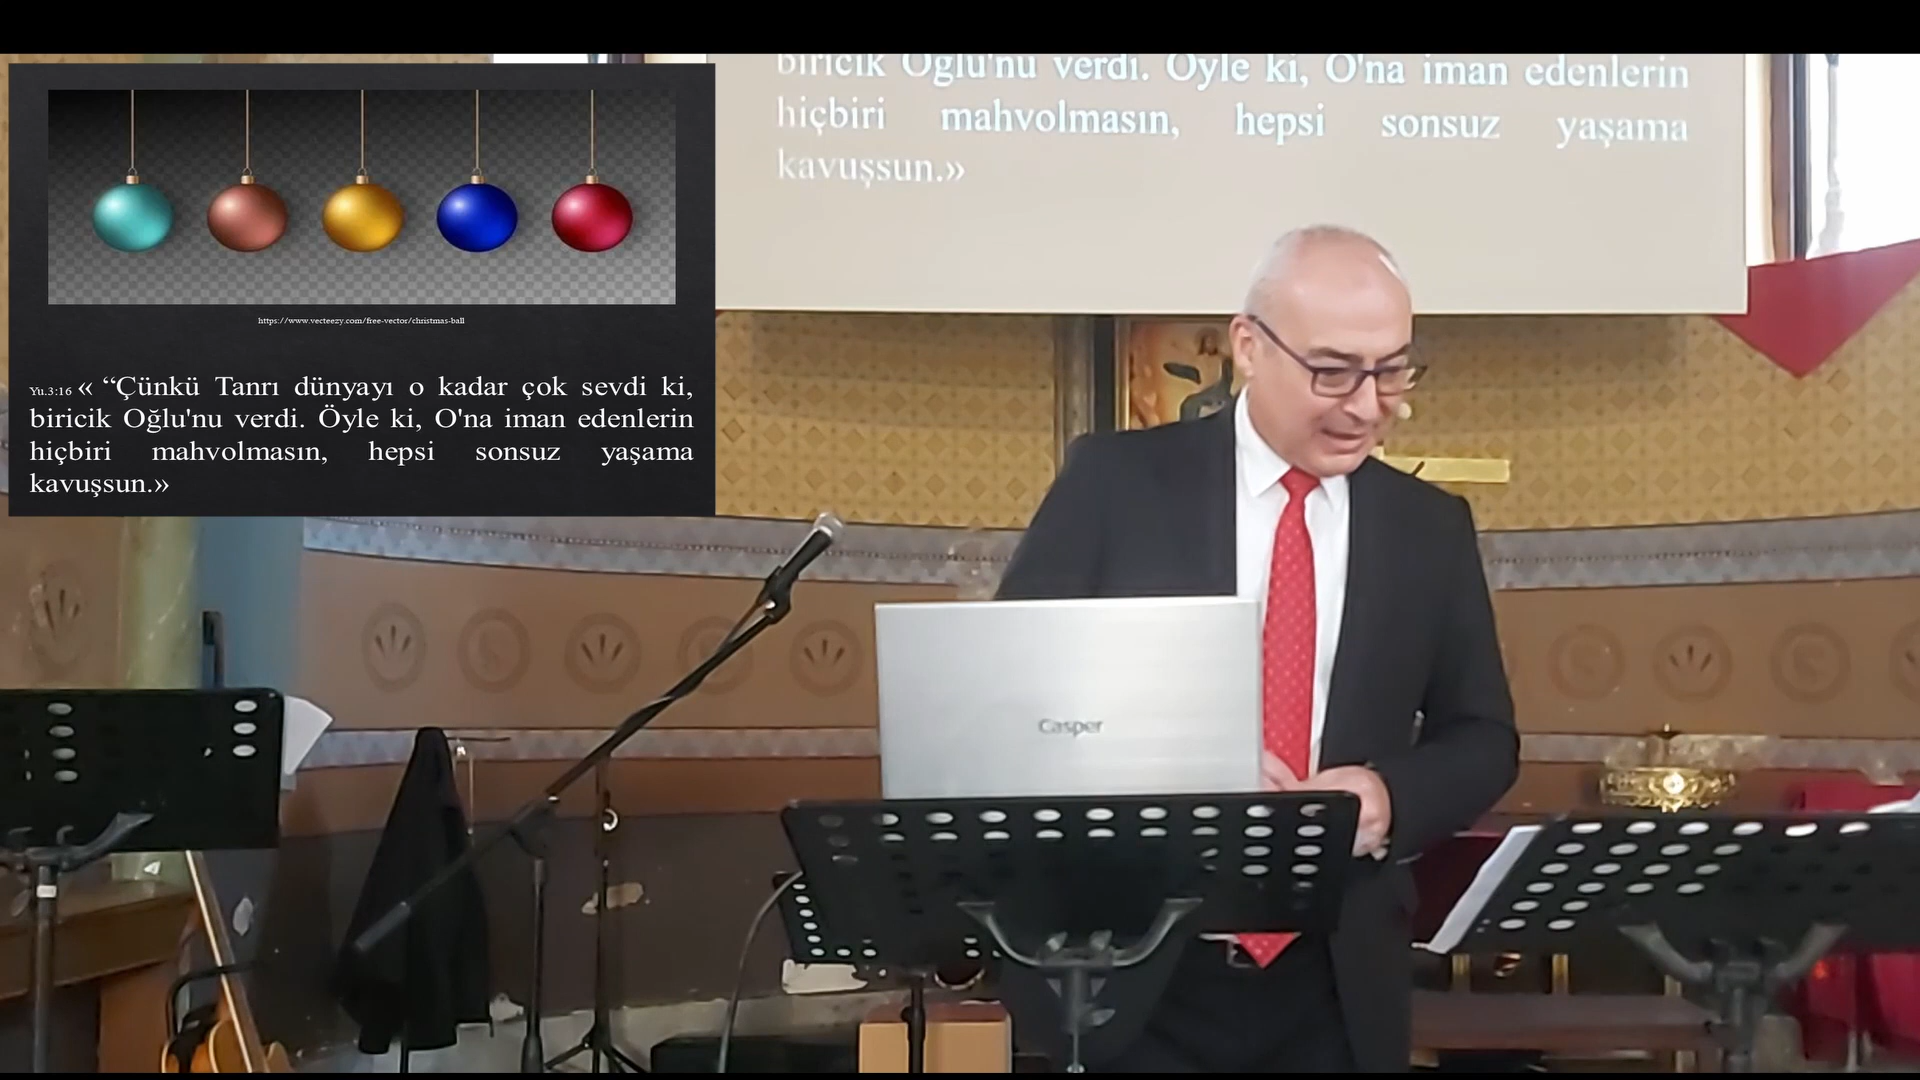 https://www.vecteezy.com/free-vector/christmas-ball
Yu.3:16 « “Çünkü Tanrı dünyayı o kadar çok sevdi ki,
biricik Oğlu'nu verdi. Öyle ki, O'na iman edenlerin
hiçbiri mahvolmasın, hepsi sonsuz yaşama
kavuşsun.»
biricik Oğlu'nu verdi. Öyle ki, O'na iman edenlerin
hiçbiri mahvolmasın, hepsi sonsuz yaşama
kavuşsun.»
Casper